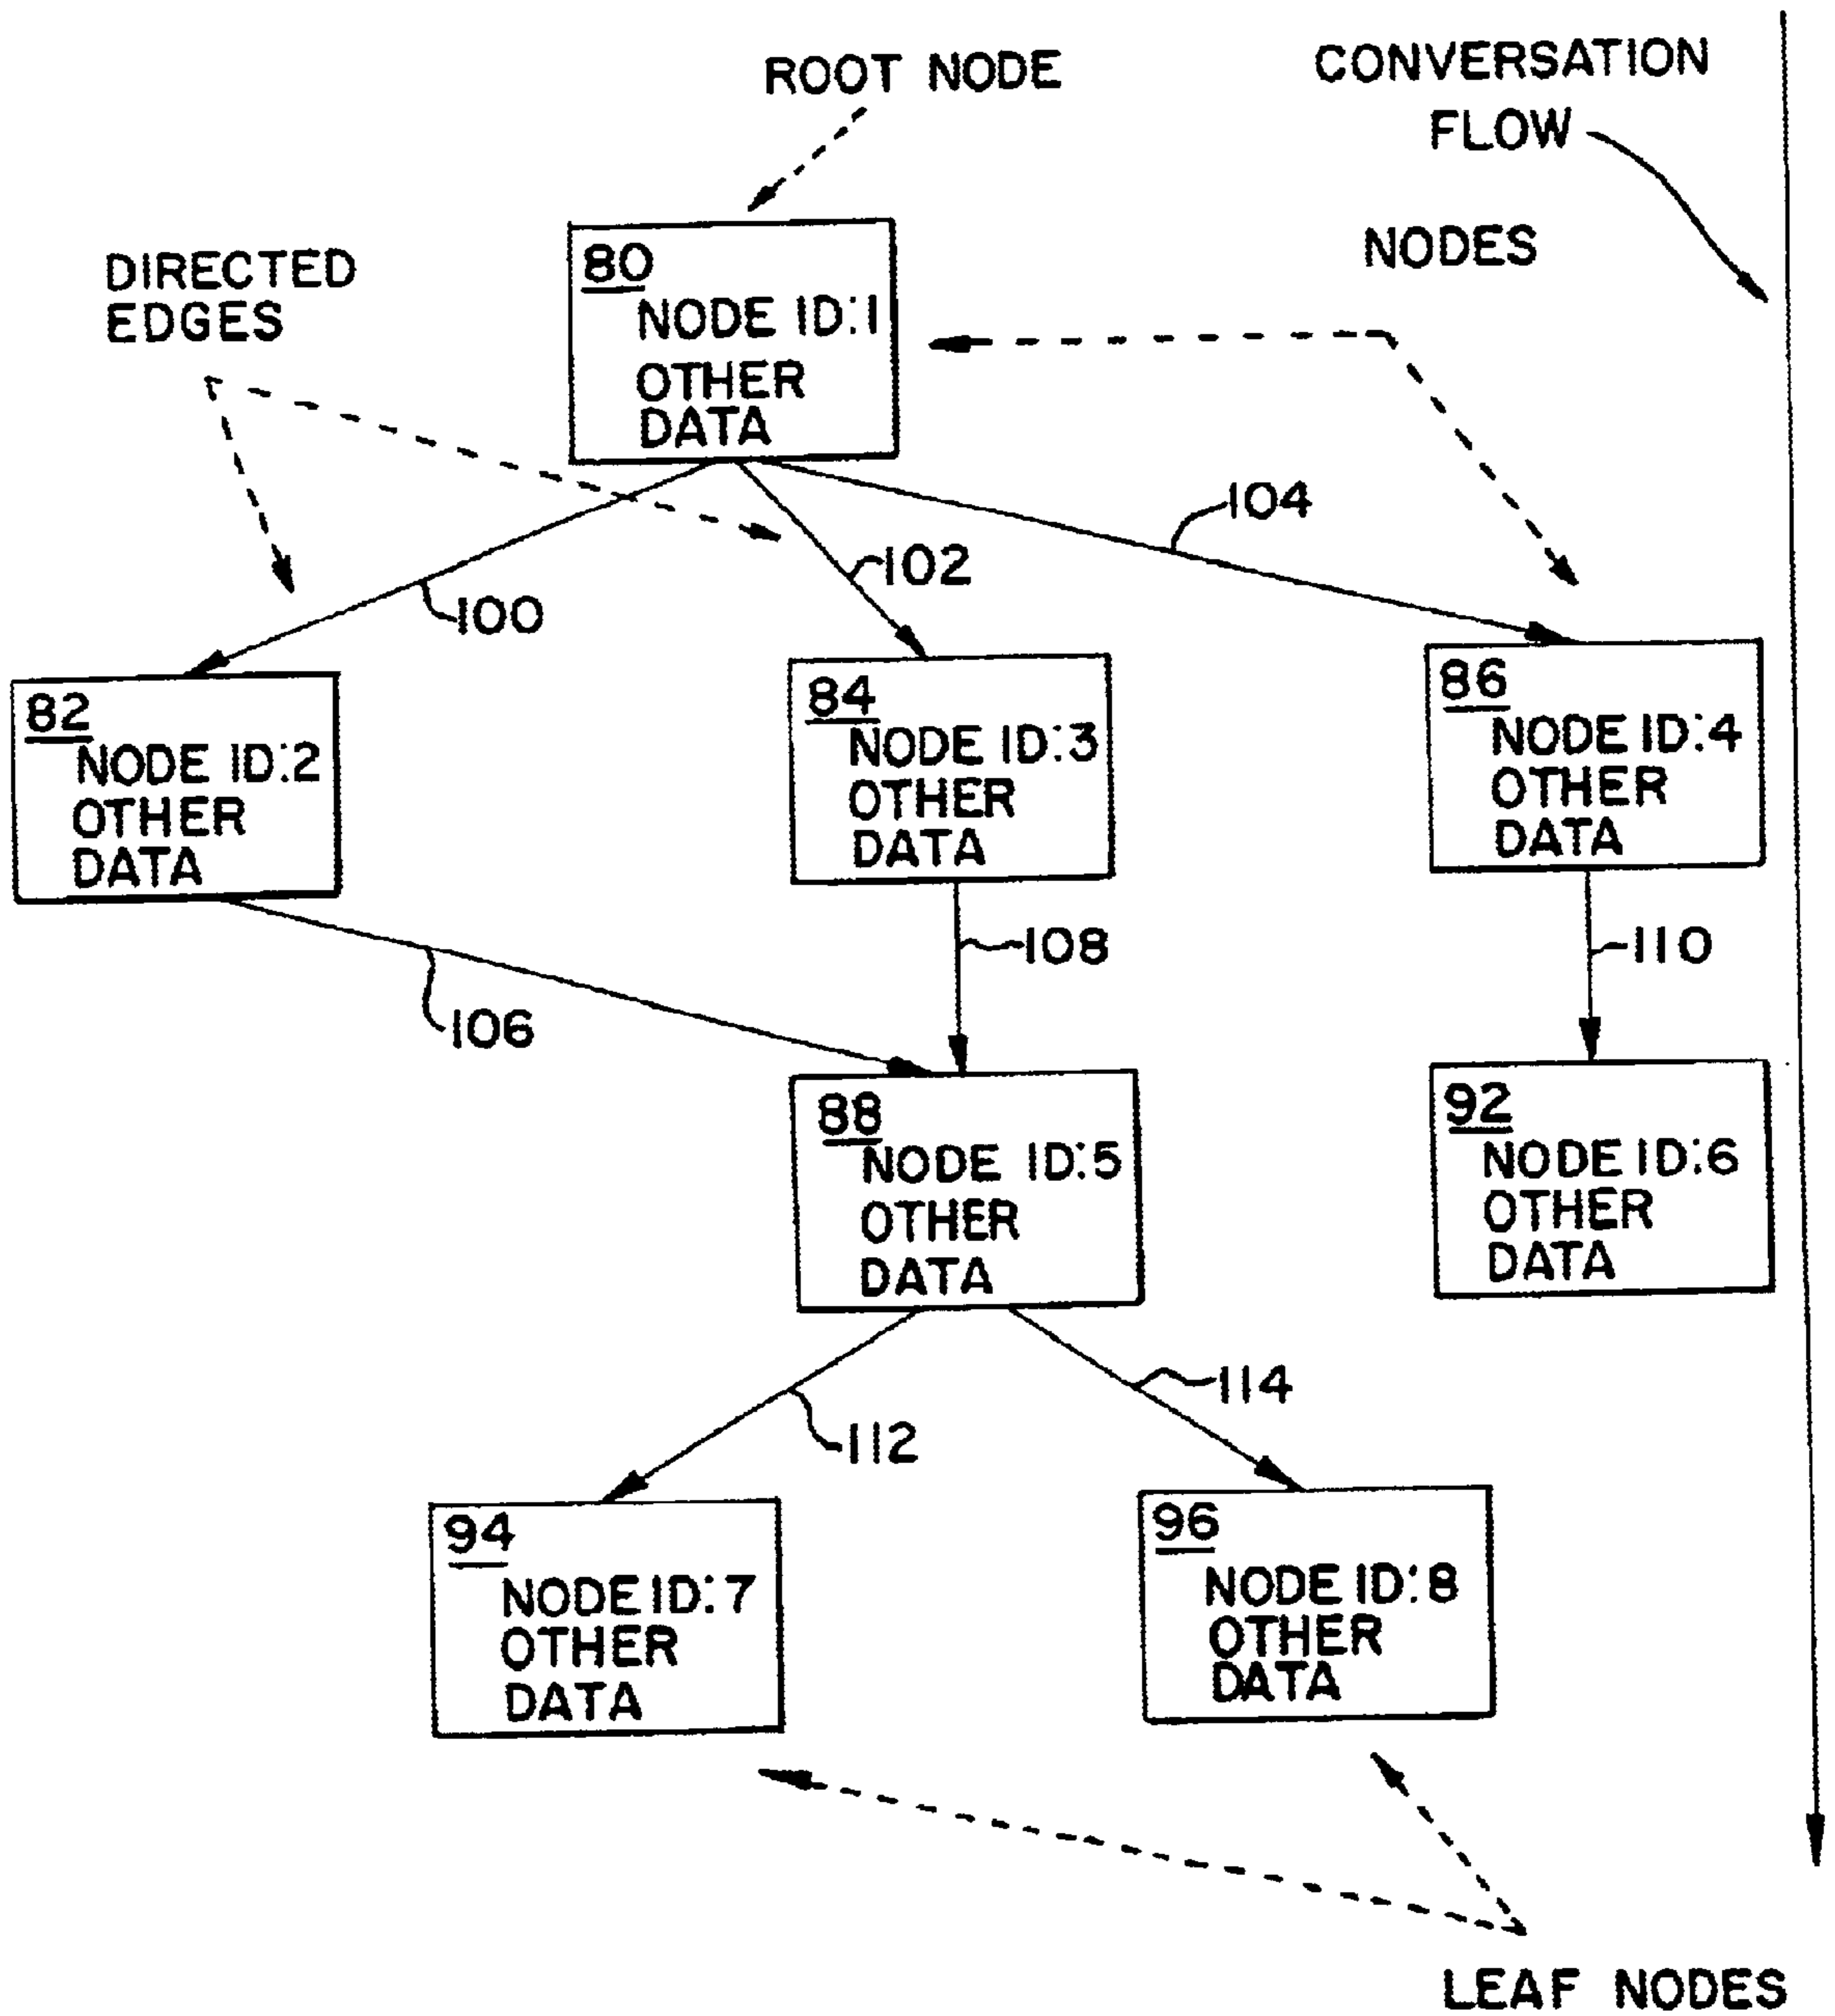 ROOT NODE
CONVERSATION
FLOW
NODES
DIRECTED
EDGES
80
NODE ID:1
OTHER
DATA
104
102
100
82
NODE ID:2
OTHER
DATA
84
NODE ID:3
OTHER
DATA
86
NODE ID:4
OTHER
DATA
108
110
106
88
NODE ID:5
OTHER
DATA
92
NODE ID:6
OTHER
DATA
114
112
94
NODE ID:7
OTHER
DATA
96
NODE ID:8
OTHER
DATA
LEAF NODES